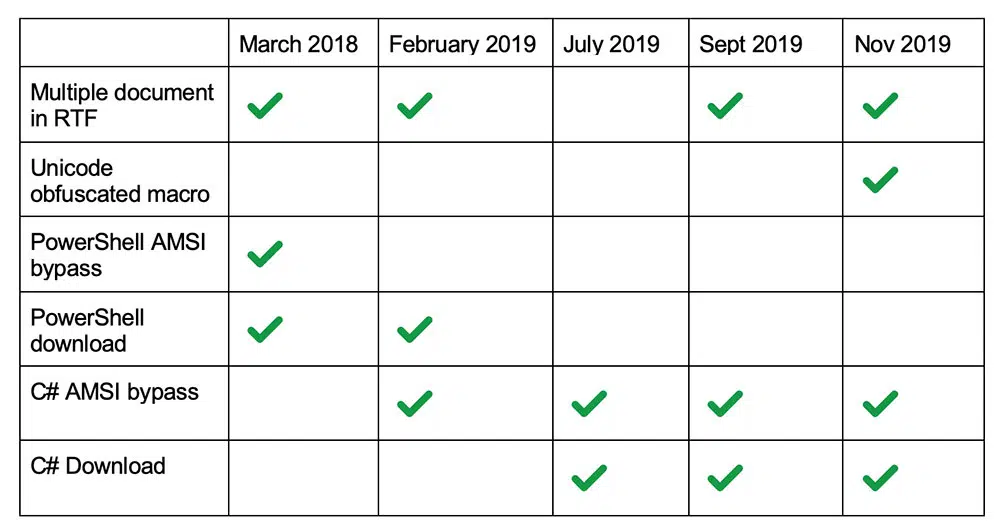 March 2018 February 2019 July 2019 Sept 2019 Nov 2019
Multiple document
in RTF
Unicode
obfuscated macro
PowerShell AMSI
bypass
PowerShell
download
C# AMSI bypass
C# Download